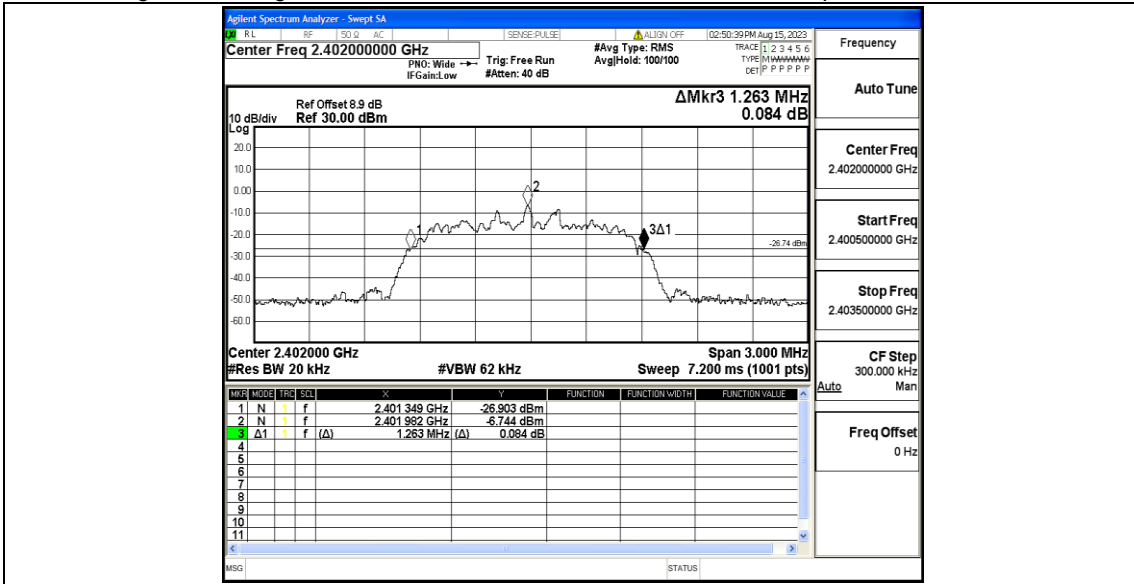 Agilent Spectrum Analyzer - Swept SA
RL RF 50 Ω AC SENSE:PULSE ALIGN OFF 02:50:39 PM Aug 15, 2023
Center Freq 2.402000000 GHz
PNO: Wide
IFGain:Low
Trig: Free Run
#Atten: 40 dB
#Avg Type: RMS
Avg|Hold: 100/100
TRACE 1 2 3 4 5 6
TYPE M WWWWW
DET P P P P P P
Ref Offset 8.9 dB
10 dB/div Ref 30.00 dBm
Log
ΔMkr3 1.263 MHz
0.084 dB
20.0
10.0
0.00
-10.0
-20.0
-30.0
-40.0
-50.0
-60.0
1
2
3Δ1
-26.74 dBm
Center 2.402000 GHz Span 3.000 MHz
#Res BW 20 kHz #VBW 62 kHz Sweep 7.200 ms (1001 pts)
MKR MODE TRC SCL X Y FUNCTION FUNCTION WIDTH FUNCTION VALUE
1 N 1 f 2.401 349 GHz -26.903 dBm
2 N 1 f 2.401 982 GHz -6.744 dBm
3 Δ1 1 f (Δ) 1.263 MHz (Δ) 0.084 dB
4
5
6
7
8
9
10
11
MSG STATUS
Frequency
Auto Tune
Center Freq
2.402000000 GHz
Start Freq
2.400500000 GHz
Stop Freq
2.403500000 GHz
CF Step
300.000 kHz
Auto Man
Freq Offset
0 Hz